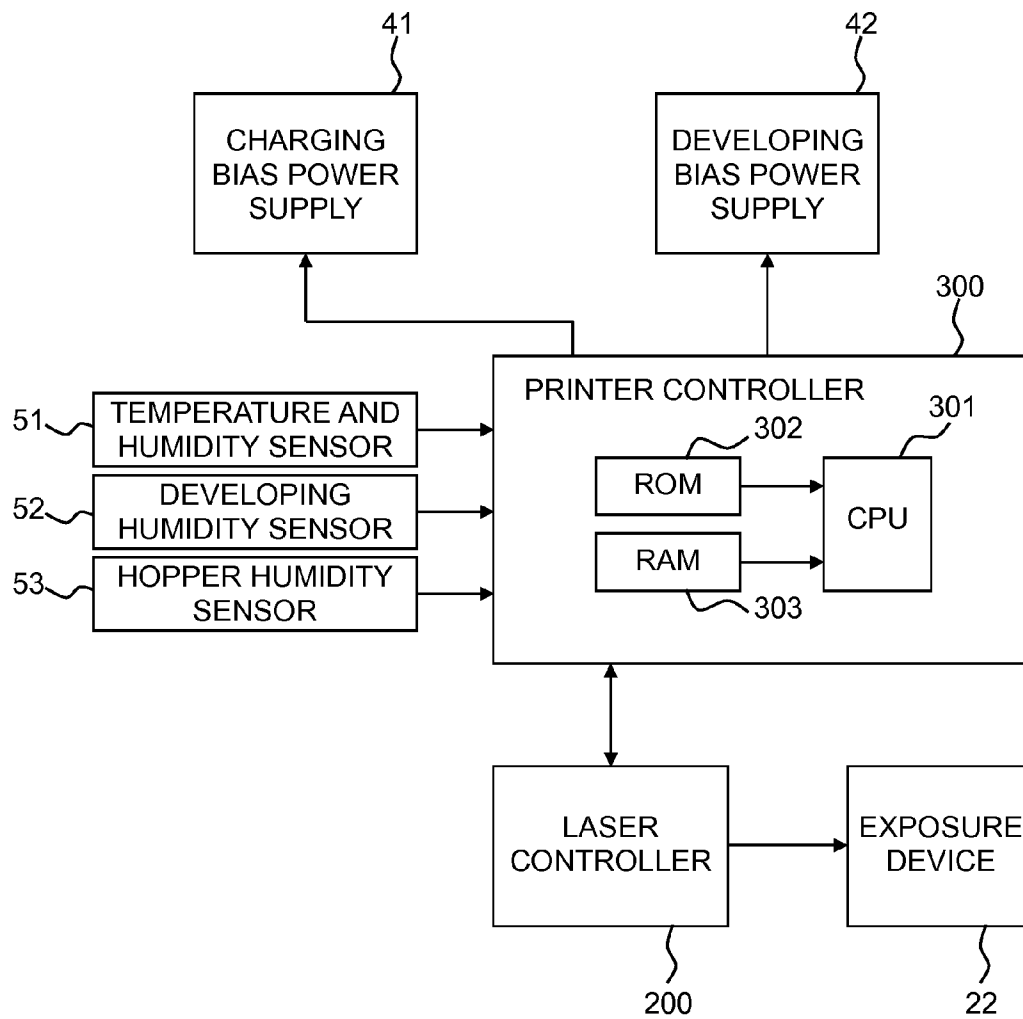 41
42
CHARGING
BIAS POWER
SUPPLY
DEVELOPING
BIAS POWER
SUPPLY
300
PRINTER CONTROLLER
51
TEMPERATURE AND
HUMIDITY SENSOR
302
301
ROM
CPU
52
DEVELOPING
HUMIDITY SENSOR
RAM
53
HOPPER HUMIDITY
SENSOR
303
LASER
CONTROLLER
EXPOSURE
DEVICE
200
22